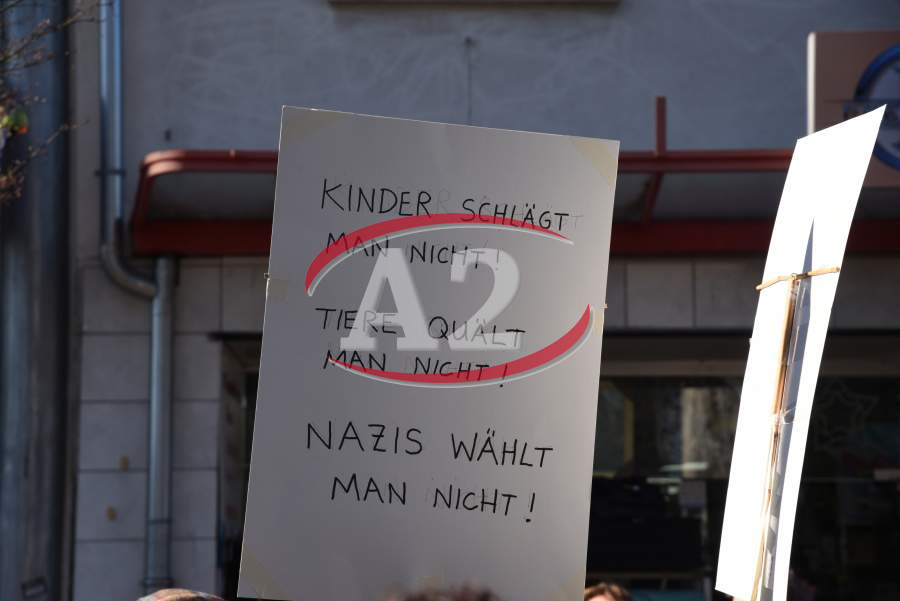 KINDER SCHLÄGT
MAN NICHT!
A2
TIERE QUÄLT
MAN NICHT!
NAZIS WÄHLT
MAN NICHT!